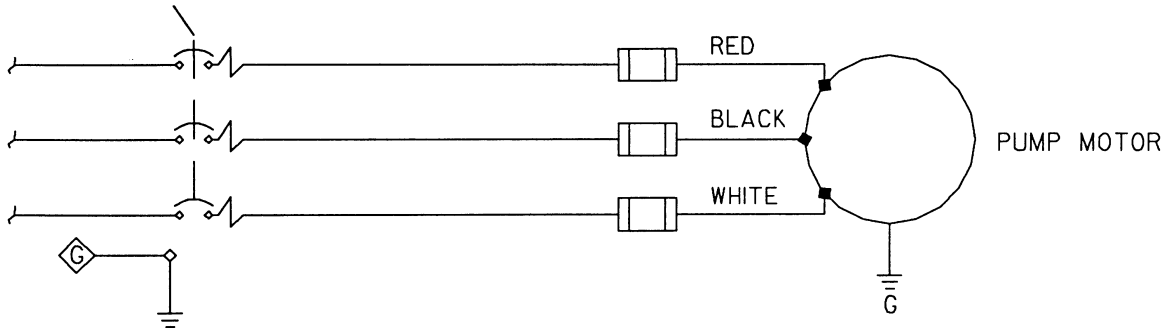 RED
BLACK
PUMP MOTOR
WHITE
G
G